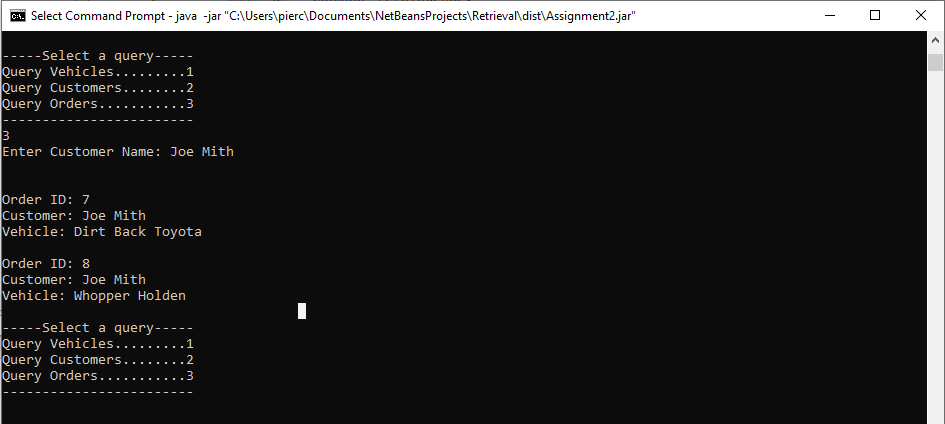 Select Command Prompt - java -jar "C:\Users\pierc\Documents\NetBeansProjects\Retrieval\dist\Assignment2.jar"
-----Select a query-----
Query Vehicles.........1
Query Customers........2
Query Orders...........3
------------------------
3
Enter Customer Name: Joe Mith
Order ID: 7
Customer: Joe Mith
Vehicle: Dirt Back Toyota
Order ID: 8
Customer: Joe Mith
Vehicle: Whopper Holden
-----Select a query-----
Query Vehicles.........1
Query Customers........2
Query Orders...........3
------------------------